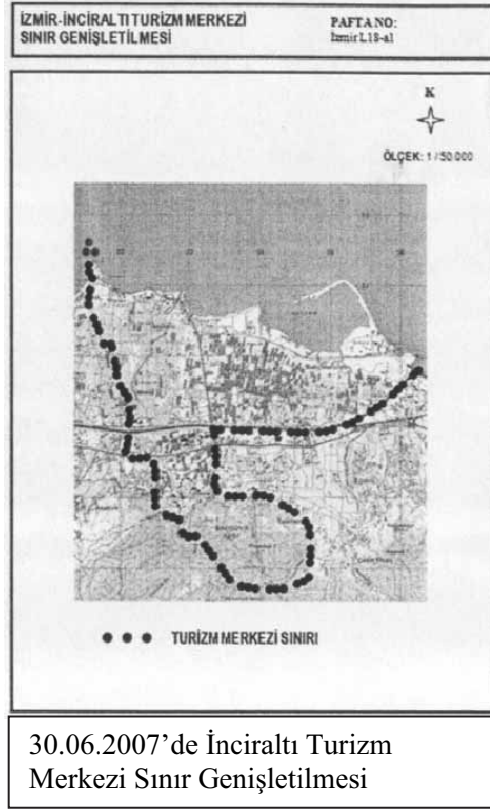 İZMİR-İNCİRALTI TURİZM MERKEZİ
SINIR GENİŞLETİLMESİ
PAFTA NO:
İzmir L18-a1
K
ÖLÇEK: 1 / 50 000
TURİZM MERKEZİ SINIRI
30.06.2007’de İnciraltı Turizm
Merkezi Sınır Genişletilmesi